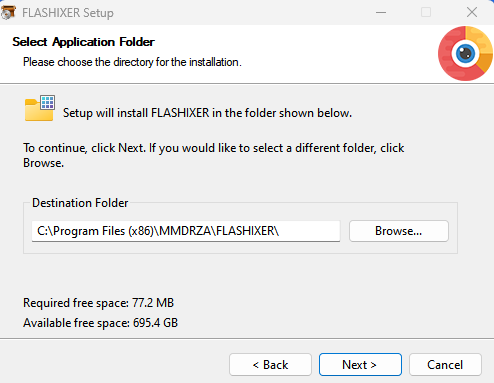 FLASHIXER Setup
Select Application Folder
Please choose the directory for the installation.
Setup will install FLASHIXER in the folder shown below.
To continue, click Next. If you would like to select a different folder, click
Browse.
Destination Folder
C:\Program Files (x86)\MMDRZA\FLASHIXER\
Browse...
Required free space: 77.2 MB
Available free space: 695.4 GB
< Back
Next >
Cancel